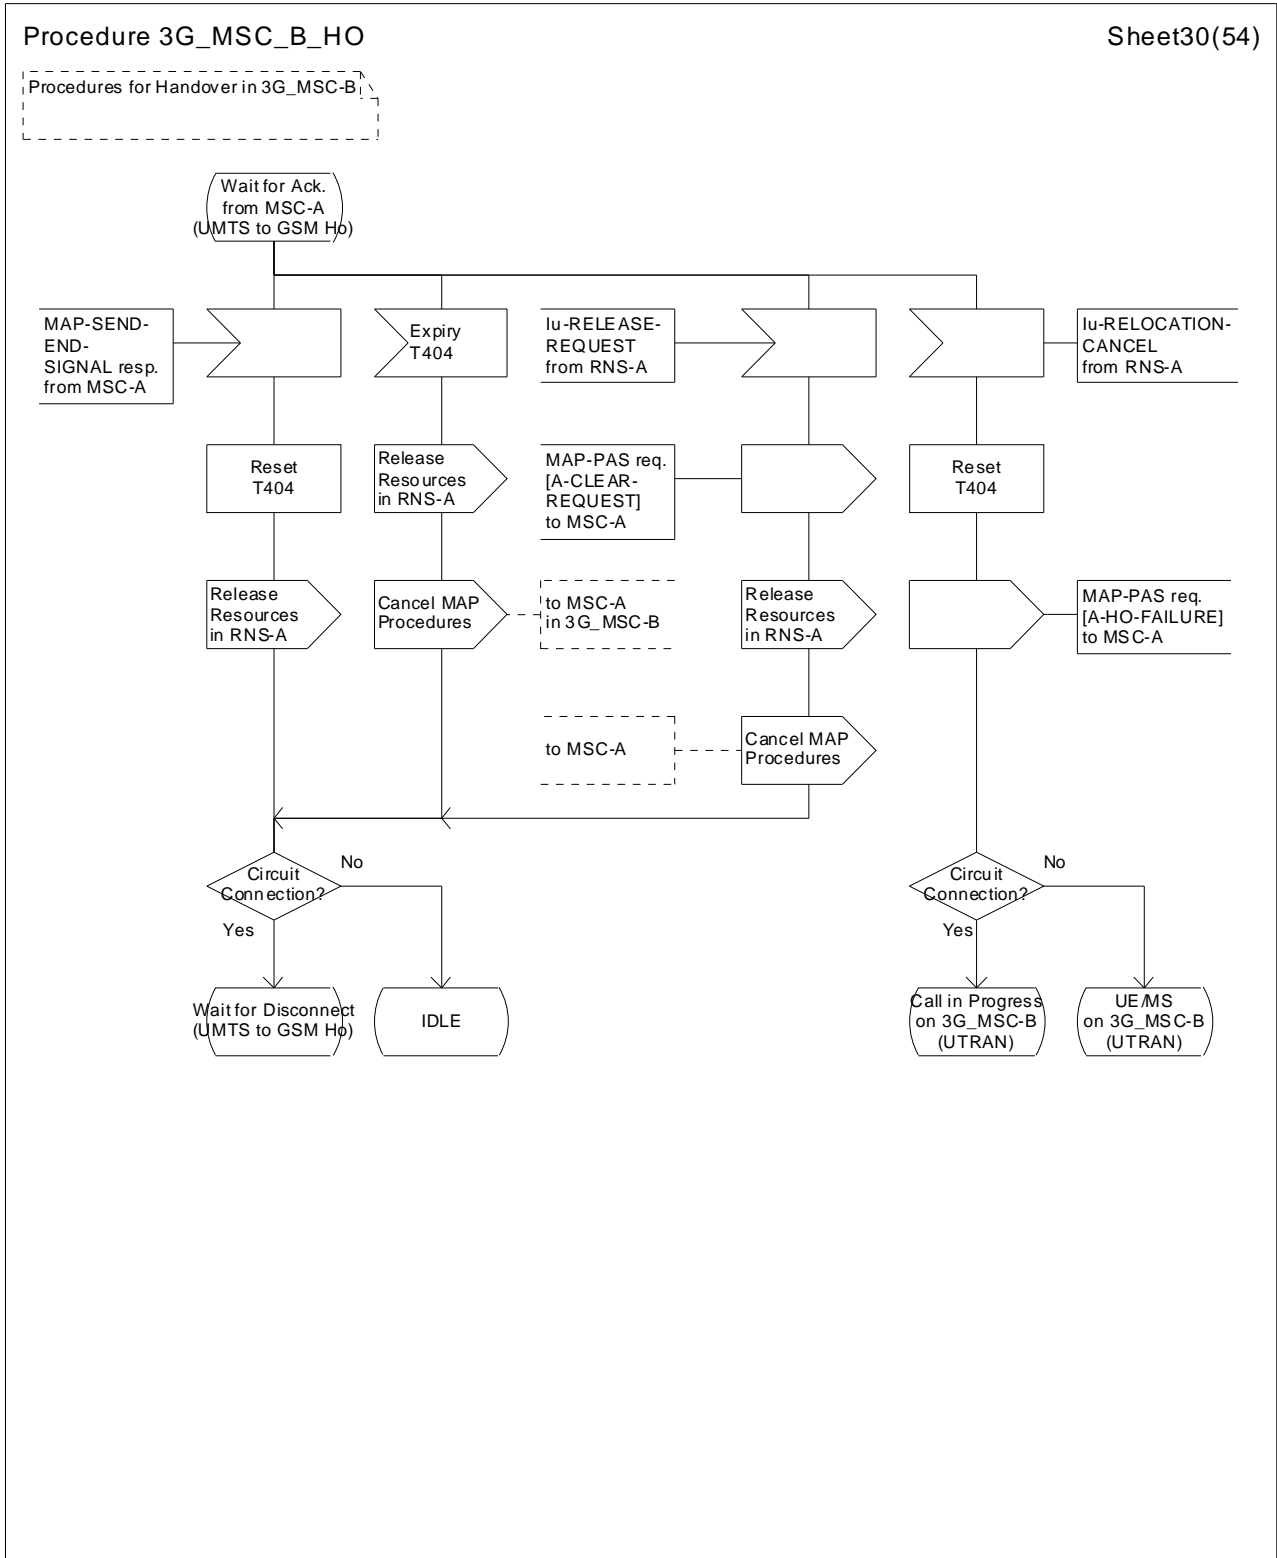 Procedure 3G_MSC_B_HO
Sheet30(54)
Procedures for Handover in 3G_MSC-B
Wait for Ack.
from MSC-A
(UMTS to GSM Ho)
MAP-SEND-
END-
SIGNAL resp.
from MSC-A
Expiry
T404
Iu-RELEASE-
REQUEST
from RNS-A
Iu-RELOCATION-
CANCEL
from RNS-A
Reset
T404
Release
Resources
in RNS-A
MAP-PAS req.
[A-CLEAR-
REQUEST]
to MSC-A
Reset
T404
Release
Resources
in RNS-A
Cancel MAP
Procedures
to MSC-A
in 3G_MSC-B
Release
Resources
in RNS-A
MAP-PAS req.
[A-HO-FAILURE]
to MSC-A
to MSC-A
Cancel MAP
Procedures
Circuit
Connection?
No
Yes
Circuit
Connection?
No
Yes
Wait for Disconnect
(UMTS to GSM Ho)
IDLE
Call in Progress
on 3G_MSC-B
(UTRAN)
UE/MS
on 3G_MSC-B
(UTRAN)